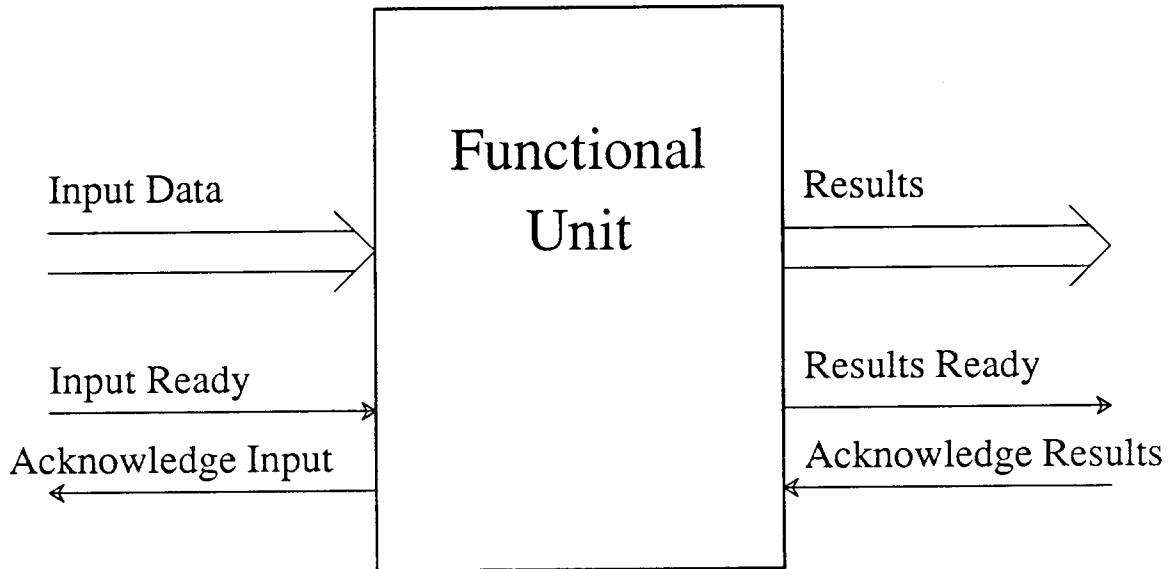 Functional
Unit
Input Data
Results
Input Ready
Results Ready
Acknowledge Input
Acknowledge Results